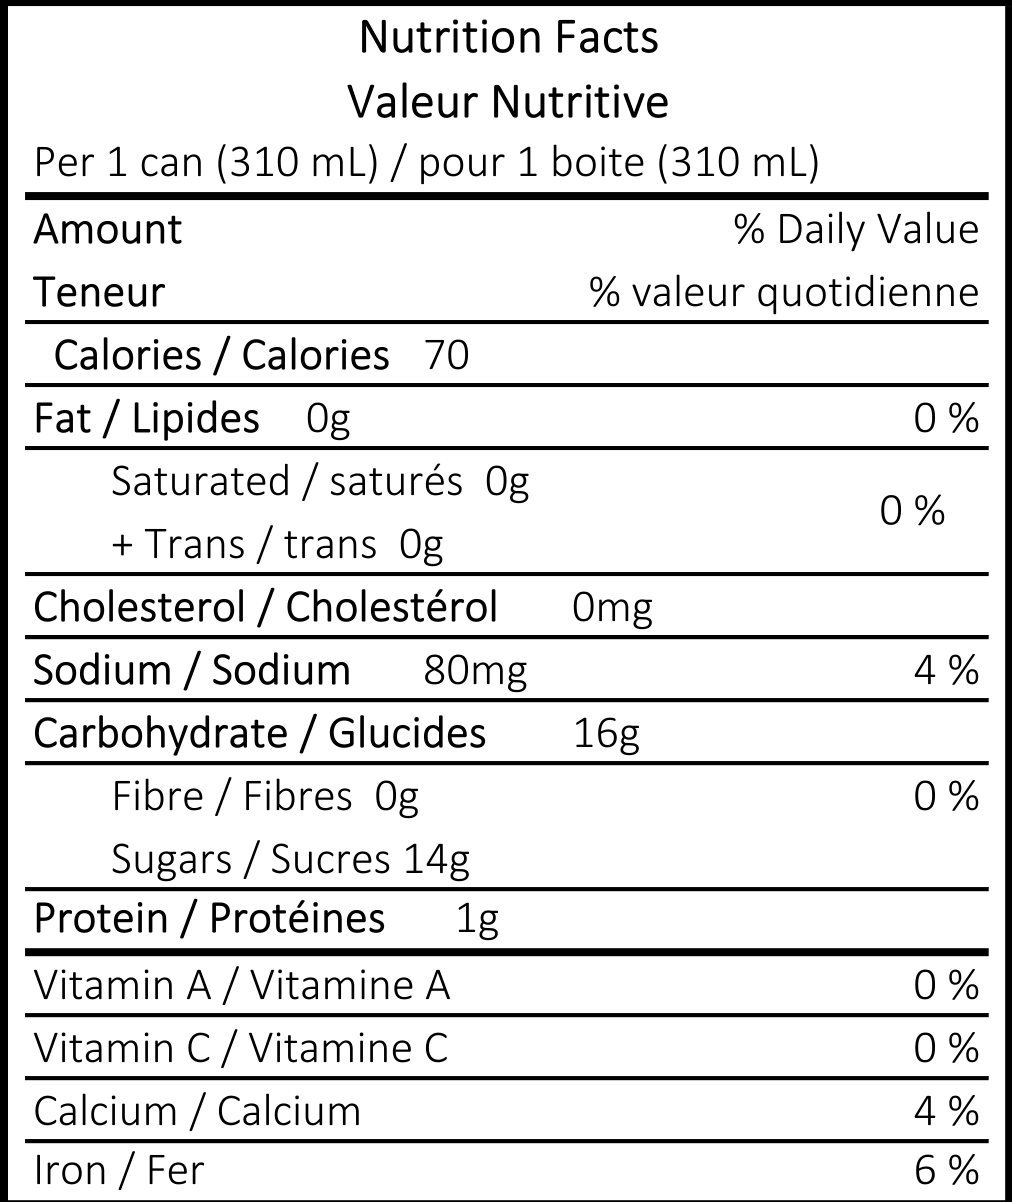 Nutrition Facts
Valeur Nutritive
Per 1 can (310 mL) / pour 1 boite (310 mL)
Amount % Daily Value
Teneur % valeur quotidienne
Calories / Calories 70
Fat / Lipides 0g 0 %
Saturated / saturés 0g
0 %
+ Trans / trans 0g
Cholesterol / Cholestérol 0mg
Sodium / Sodium 80mg 4 %
Carbohydrate / Glucides 16g
Fibre / Fibres 0g 0 %
Sugars / Sucres 14g
Protein / Protéines 1g
Vitamin A / Vitamine A 0 %
Vitamin C / Vitamine C 0 %
Calcium / Calcium 4 %
Iron / Fer 6 %